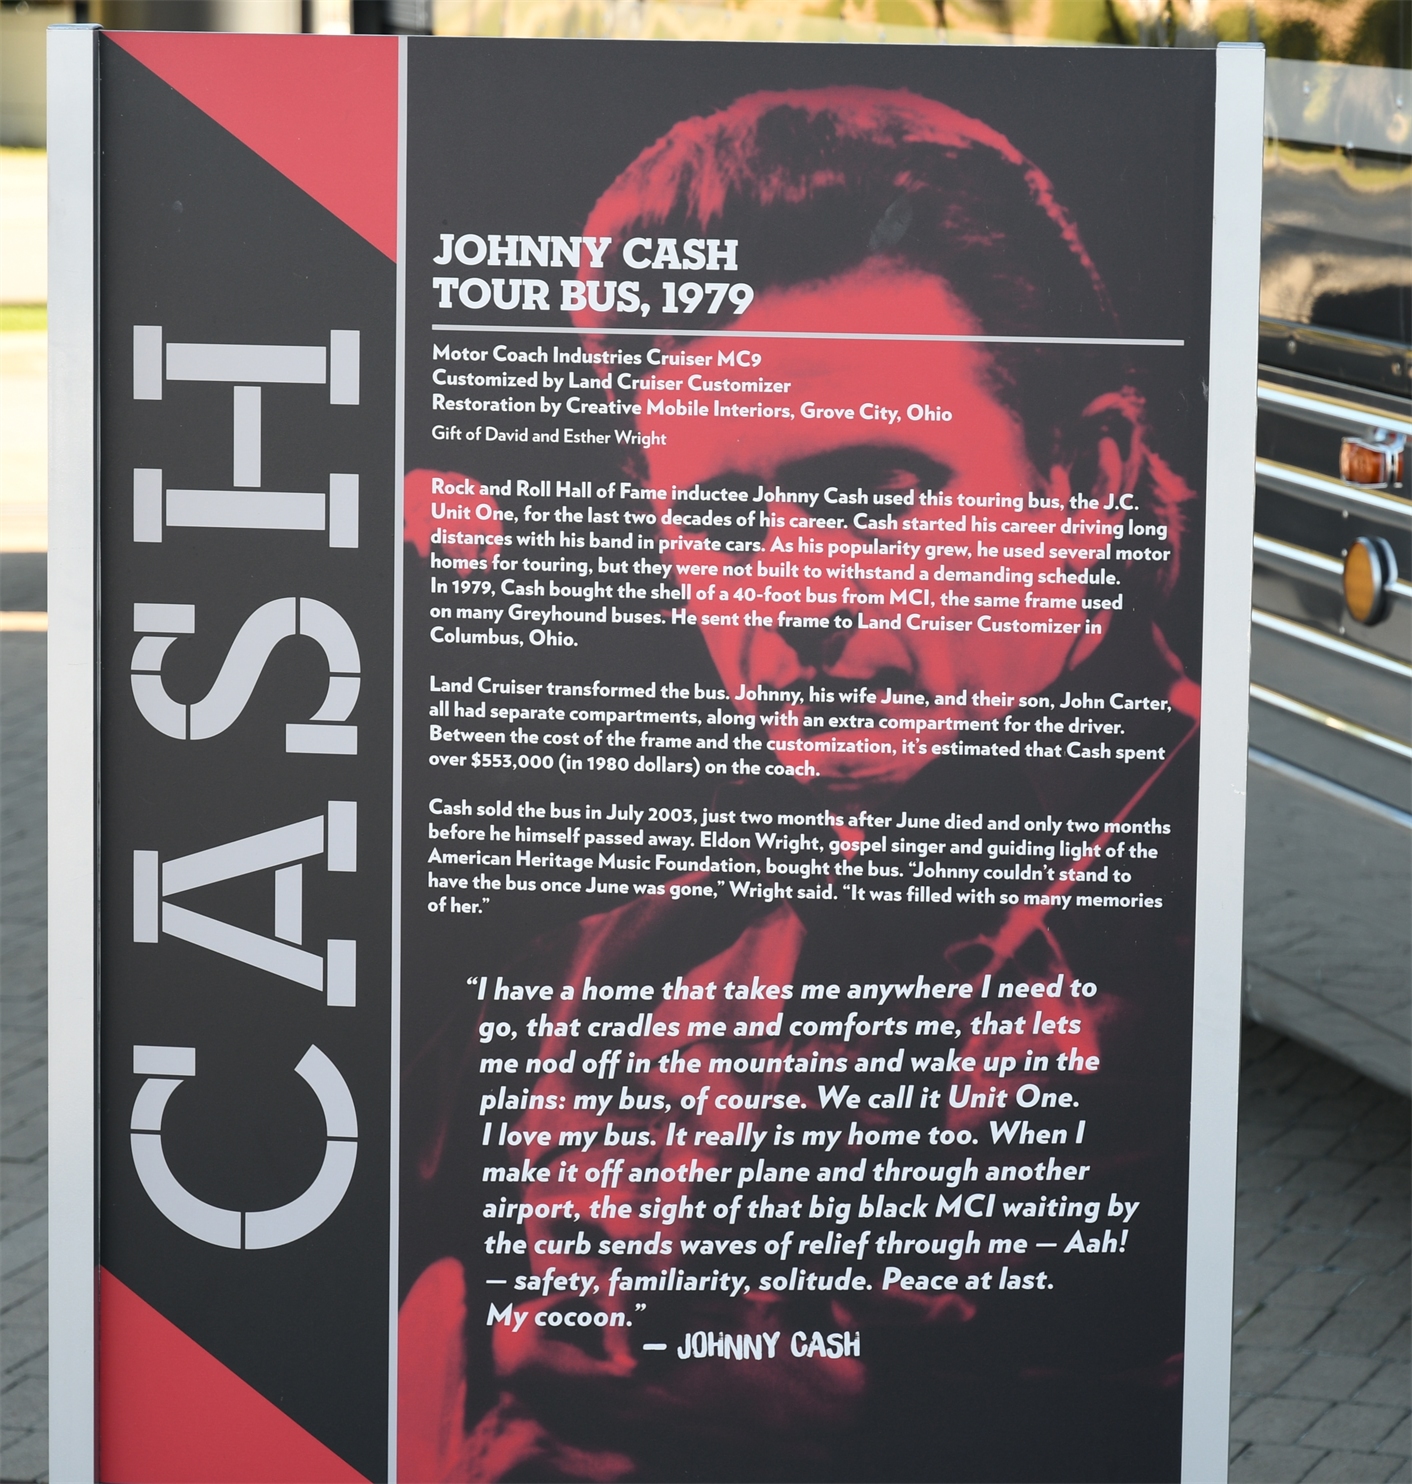 CASH
JOHNNY CASH
TOUR BUS, 1979
Motor Coach Industries Cruiser MC9
Customized by Land Cruiser Customizer
Restoration by Creative Mobile Interiors, Grove City, Ohio
Gift of David and Esther Wright
Rock and Roll Hall of Fame inductee Johnny Cash used this touring bus, the J.C.
Unit One, for the last two decades of his career. Cash started his career driving long
distances with his band in private cars. As his popularity grew, he used several motor
homes for touring, but they were not built to withstand a demanding schedule.
In 1979, Cash bought the shell of a 40-foot bus from MCI, the same frame used
on many Greyhound buses. He sent the frame to Land Cruiser Customizer in
Columbus, Ohio.
Land Cruiser transformed the bus. Johnny, his wife June, and their son, John Carter,
all had separate compartments, along with an extra compartment for the driver.
Between the cost of the frame and the customization, it's estimated that Cash spent
over $553,000 (in 1980 dollars) on the coach.
Cash sold the bus in July 2003, just two months after June died and only two months
before he himself passed away. Eldon Wright, gospel singer and guiding light of the
American Heritage Music Foundation, bought the bus. “Johnny couldn't stand to
have the bus once June was gone,” Wright said. “It was filled with so many memories
of her.”
“I have a home that takes me anywhere I need to
go, that cradles me and comforts me, that lets
me nod off in the mountains and wake up in the
plains: my bus, of course. We call it Unit One.
I love my bus. It really is my home too. When I
make it off another plane and through another
airport, the sight of that big black MCI waiting by
the curb sends waves of relief through me — Aah!
— safety, familiarity, solitude. Peace at last.
My cocoon.”
— JOHNNY CASH